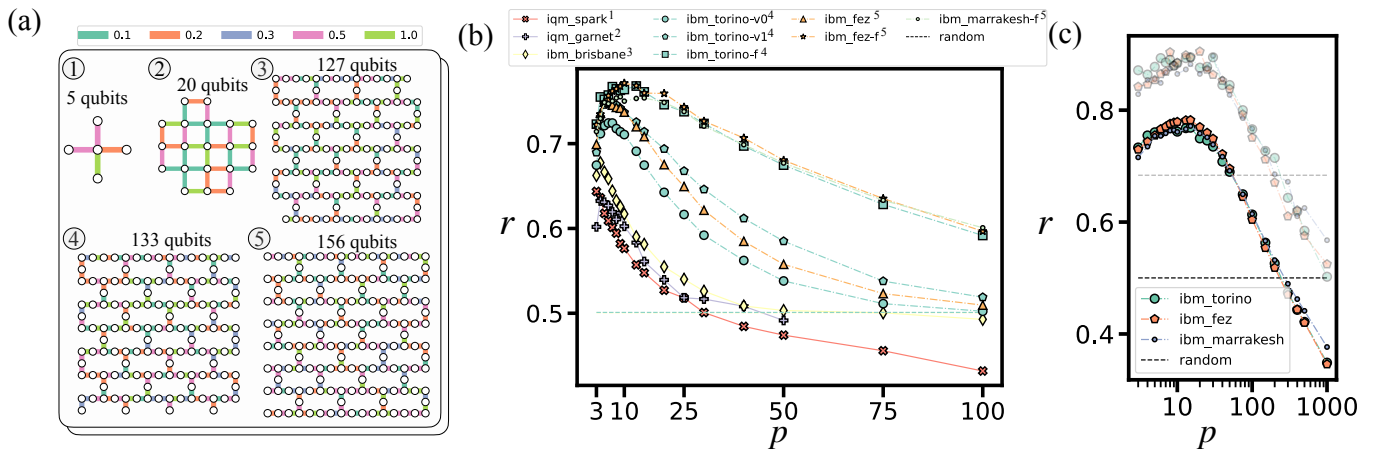 (a)
0.1 0.2 0.3 0.5 1.0
① ② ③
5 qubits
20 qubits
127 qubits
④ ⑤
133 qubits
156 qubits
(b)
iqm_spark¹
iqm_garnet²
ibm_brisbane³
ibm_torino-v0⁴
ibm_torino-v1⁴
ibm_torino-f⁴
ibm_fez⁵
ibm_fez-f⁵
ibm_marrakesh-f⁵
random
r
0.7
0.6
0.5
3 10 25 50 75 100
p
(c)
r
0.8
0.6
0.4
ibm_torino
ibm_fez
ibm_marrakesh
random
10 100 1000
p